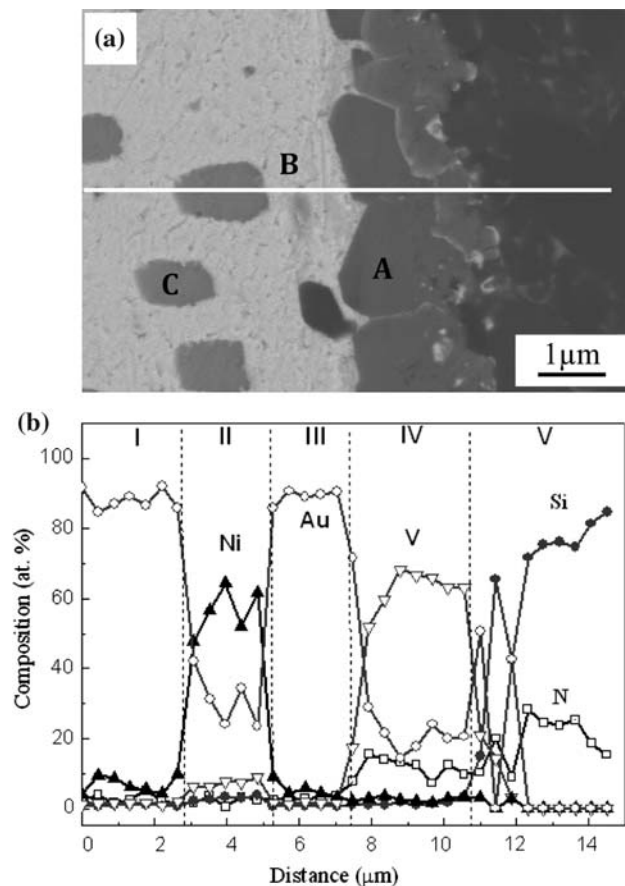 (a)
B
C
A
1µm
(b)
I II III IV V
100
80
60
40
20
0
Ni
Au
V
Si
N
Composition (at. %)
0 2 4 6 8 10 12 14
Distance (µm)